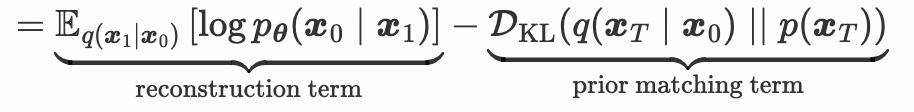 = 𝔼_{q(𝒙₁|𝒙₀)} [log p_𝜽(𝒙₀ | 𝒙₁)] − 𝒟_KL(q(𝒙_T | 𝒙₀) || p(𝒙_T))
reconstruction term prior matching term